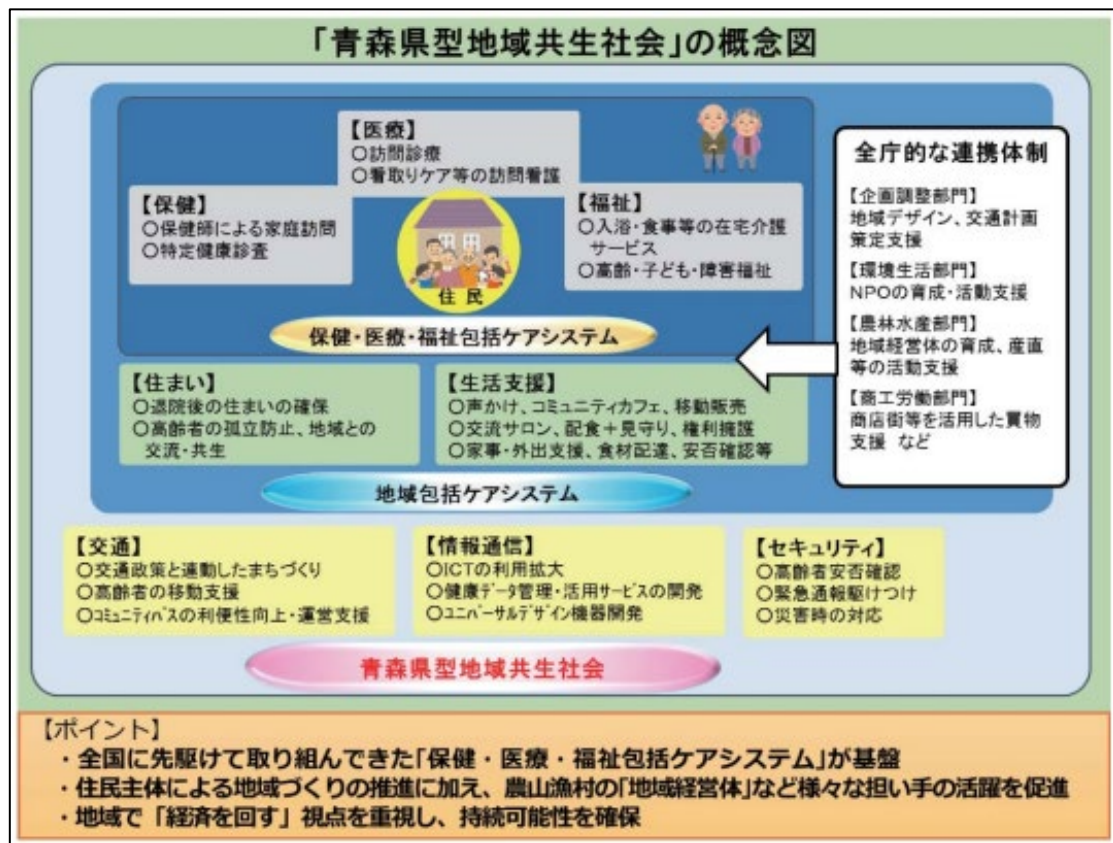 「青森県型地域共生社会」の概念図
【医療】
○訪問診療
○看取りケア等の訪問看護
【保健】
○保健師による家庭訪問
○特定健康診査
【福祉】
○入浴・食事等の在宅介護
サービス
○高齢・子ども・障害福祉
住民
保健・医療・福祉包括ケアシステム
【住まい】
○退院後の住まいの確保
○高齢者の孤立防止、地域との
交流・共生
【生活支援】
○声かけ、コミュニティカフェ、移動販売
○交流サロン、配食+見守り、権利擁護
○家事・外出支援、食材配達、安否確認等
地域包括ケアシステム
全庁的な連携体制
【企画調整部門】
地域デザイン、交通計画
策定支援
【環境生活部門】
NPOの育成・活動支援
【農林水産部門】
地域経営体の育成、産直
等の活動支援
【商工労働部門】
商店街等を活用した買物
支援 など
【交通】
○交通政策と連動したまちづくり
○高齢者の移動支援
○コミュニティバスの利便性向上・運営支援
【情報通信】
○ICTの利用拡大
○健康データ管理・活用サービスの開発
○ユニバーサルデザイン機器開発
【セキュリティ】
○高齢者安否確認
○緊急通報駆けつけ
○災害時の対応
青森県型地域共生社会
【ポイント】
・全国に先駆けて取り組んできた「保健・医療・福祉包括ケアシステム」が基盤
・住民主体による地域づくりの推進に加え、農山漁村の「地域経営体」など様々な担い手の活躍を促進
・地域で「経済を回す」視点を重視し、持続可能性を確保